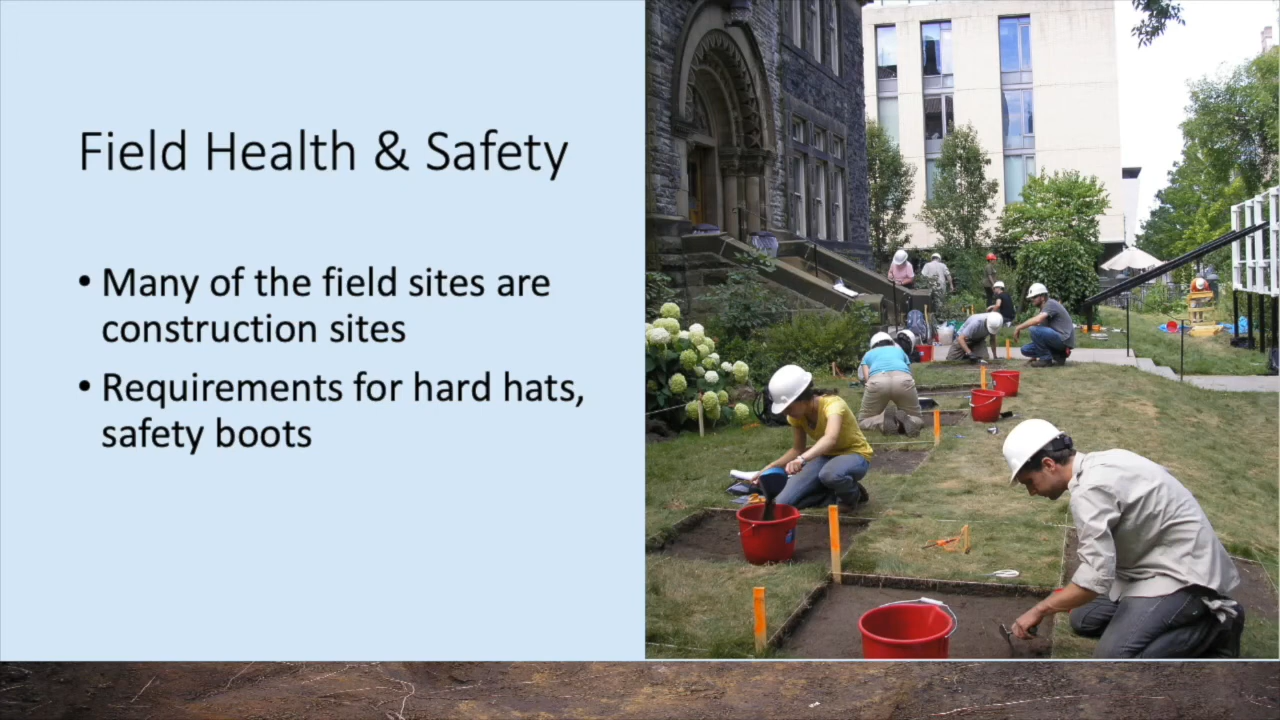 Field Health & Safety
• Many of the field sites are
construction sites
• Requirements for hard hats,
safety boots